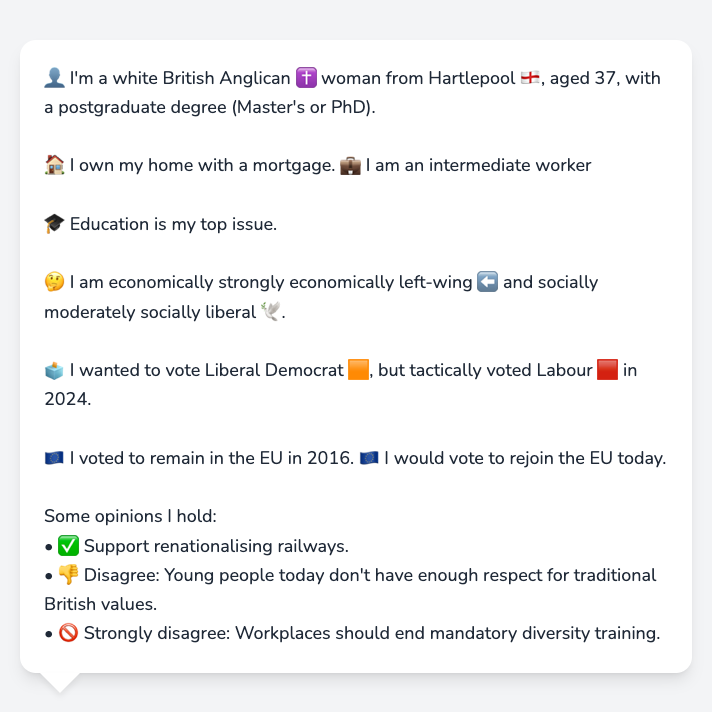 👤 I'm a white British Anglican ✝️ woman from Hartlepool 🏴󠁧󠁢󠁥󠁮󠁧󠁿, aged 37, with
a postgraduate degree (Master's or PhD).
🏠 I own my home with a mortgage. 💼 I am an intermediate worker
🎓 Education is my top issue.
🤔 I am economically strongly economically left-wing ⬅️ and socially
moderately socially liberal 🕊️.
🗳️ I wanted to vote Liberal Democrat 🟧, but tactically voted Labour 🟥 in
2024.
🇪🇺 I voted to remain in the EU in 2016. 🇪🇺 I would vote to rejoin the EU today.
Some opinions I hold:
• ✅ Support renationalising railways.
• 👎 Disagree: Young people today don't have enough respect for traditional
British values.
• 🚫 Strongly disagree: Workplaces should end mandatory diversity training.